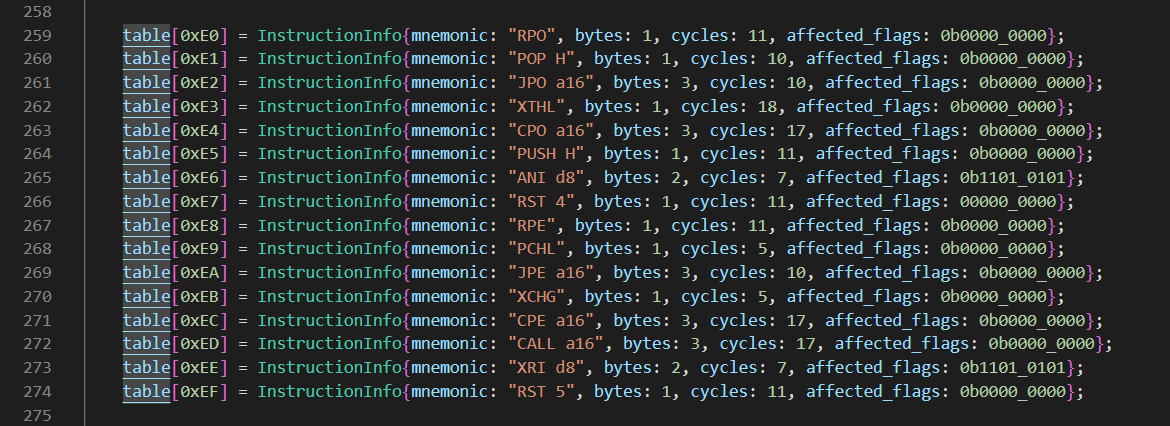 258
259 table[0xE0] = InstructionInfo{mnemonic: "RPO", bytes: 1, cycles: 11, affected_flags: 0b0000_0000};
260 table[0xE1] = InstructionInfo{mnemonic: "POP H", bytes: 1, cycles: 10, affected_flags: 0b0000_0000};
261 table[0xE2] = InstructionInfo{mnemonic: "JPO a16", bytes: 3, cycles: 10, affected_flags: 0b0000_0000};
262 table[0xE3] = InstructionInfo{mnemonic: "XTHL", bytes: 1, cycles: 18, affected_flags: 0b0000_0000};
263 table[0xE4] = InstructionInfo{mnemonic: "CPO a16", bytes: 3, cycles: 17, affected_flags: 0b0000_0000};
264 table[0xE5] = InstructionInfo{mnemonic: "PUSH H", bytes: 1, cycles: 11, affected_flags: 0b0000_0000};
265 table[0xE6] = InstructionInfo{mnemonic: "ANI d8", bytes: 2, cycles: 7, affected_flags: 0b1101_0101};
266 table[0xE7] = InstructionInfo{mnemonic: "RST 4", bytes: 1, cycles: 11, affected_flags: 00000_0000};
267 table[0xE8] = InstructionInfo{mnemonic: "RPE", bytes: 1, cycles: 11, affected_flags: 0b0000_0000};
268 table[0xE9] = InstructionInfo{mnemonic: "PCHL", bytes: 1, cycles: 5, affected_flags: 0b0000_0000};
269 table[0xEA] = InstructionInfo{mnemonic: "JPE a16", bytes: 3, cycles: 10, affected_flags: 0b0000_0000};
270 table[0xEB] = InstructionInfo{mnemonic: "XCHG", bytes: 1, cycles: 5, affected_flags: 0b0000_0000};
271 table[0xEC] = InstructionInfo{mnemonic: "CPE a16", bytes: 3, cycles: 17, affected_flags: 0b0000_0000};
272 table[0xED] = InstructionInfo{mnemonic: "CALL a16", bytes: 3, cycles: 17, affected_flags: 0b0000_0000};
273 table[0xEE] = InstructionInfo{mnemonic: "XRI d8", bytes: 2, cycles: 7, affected_flags: 0b1101_0101};
274 table[0xEF] = InstructionInfo{mnemonic: "RST 5", bytes: 1, cycles: 11, affected_flags: 0b0000_0000};
275